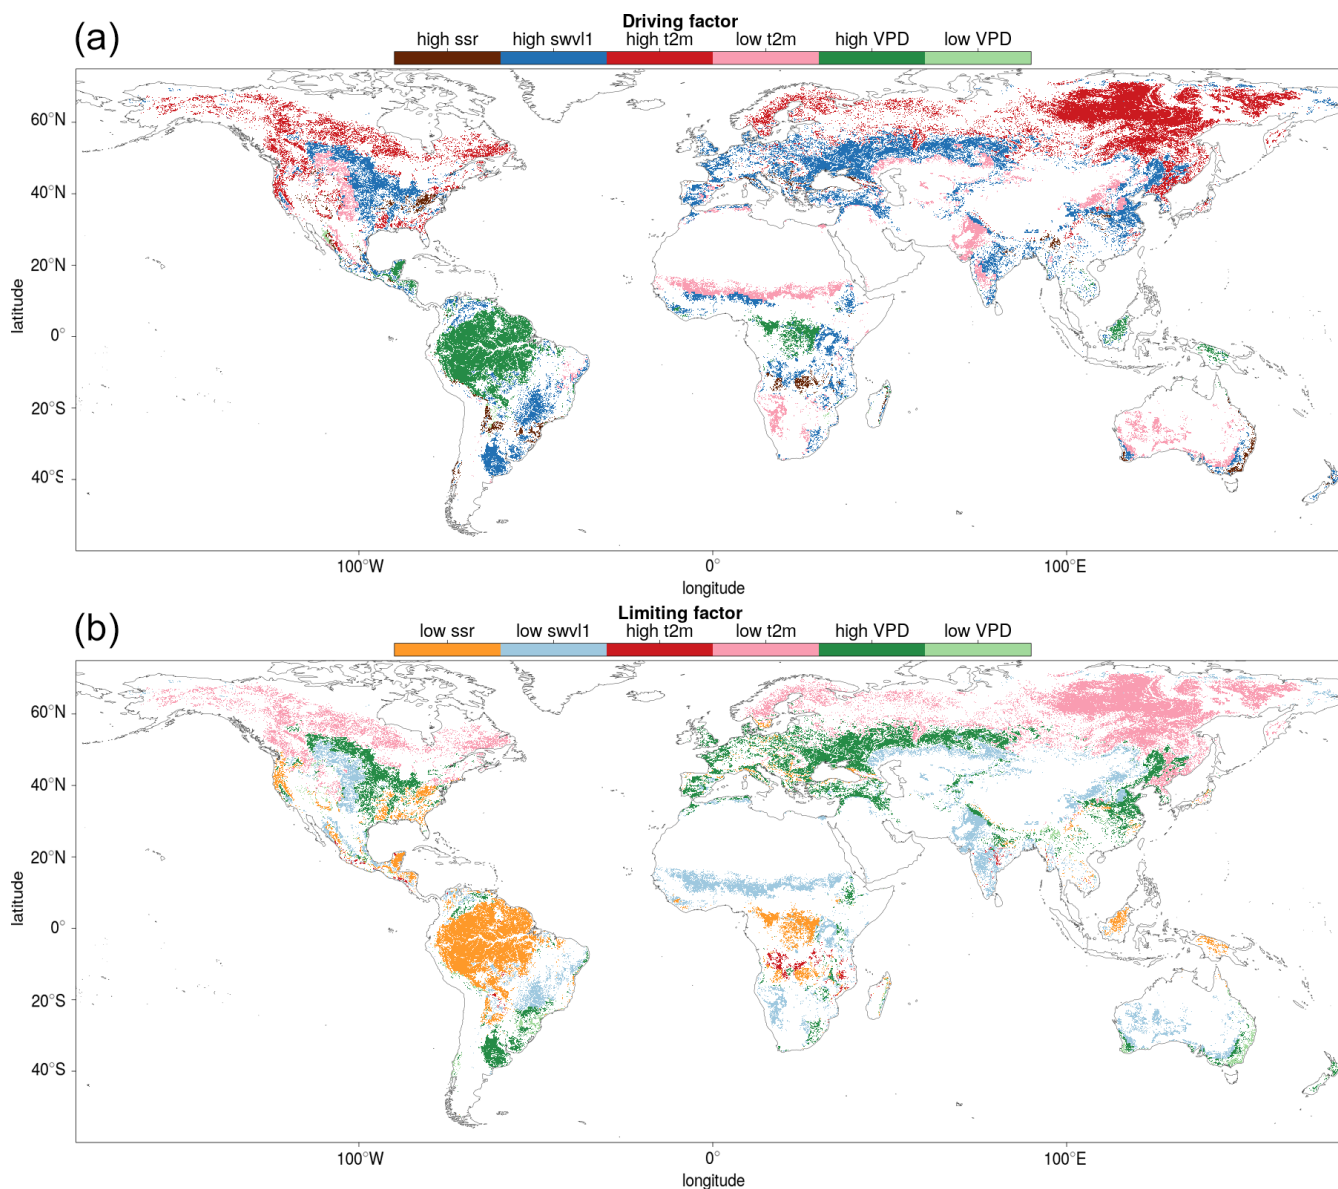 (a)
Driving factor
high ssr high swvl1 high t2m low t2m high VPD low VPD
60°N
40°N
20°N
0°
20°S
40°S
latitude
100°W 0° 100°E
longitude
(b)
Limiting factor
low ssr low swvl1 high t2m low t2m high VPD low VPD
60°N
40°N
20°N
0°
20°S
40°S
latitude
100°W 0° 100°E
longitude